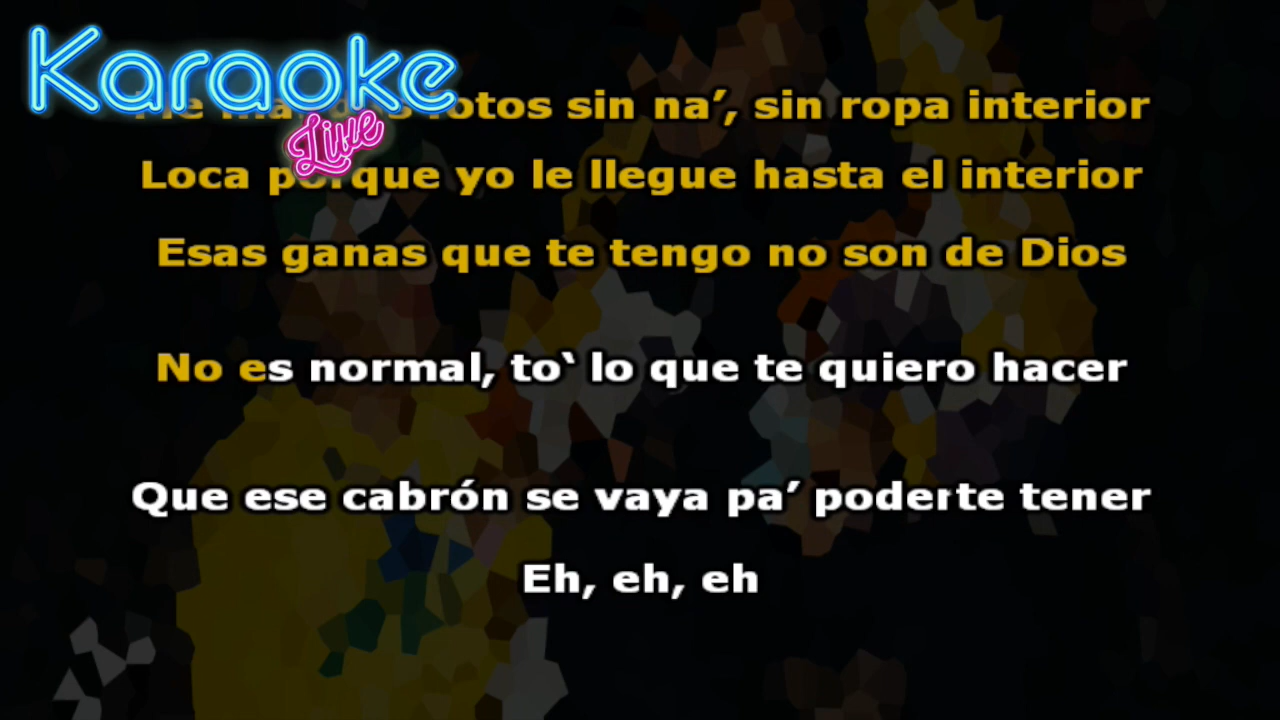 Karaoke
Live
fotos sin na’, sin ropa interior
Loca porque yo le llegue hasta el interior
Esas ganas que te tengo no son de Dios
No es normal, to‘ lo que te quiero hacer
Que ese cabrón se vaya pa’ poderte tener
Eh, eh, eh